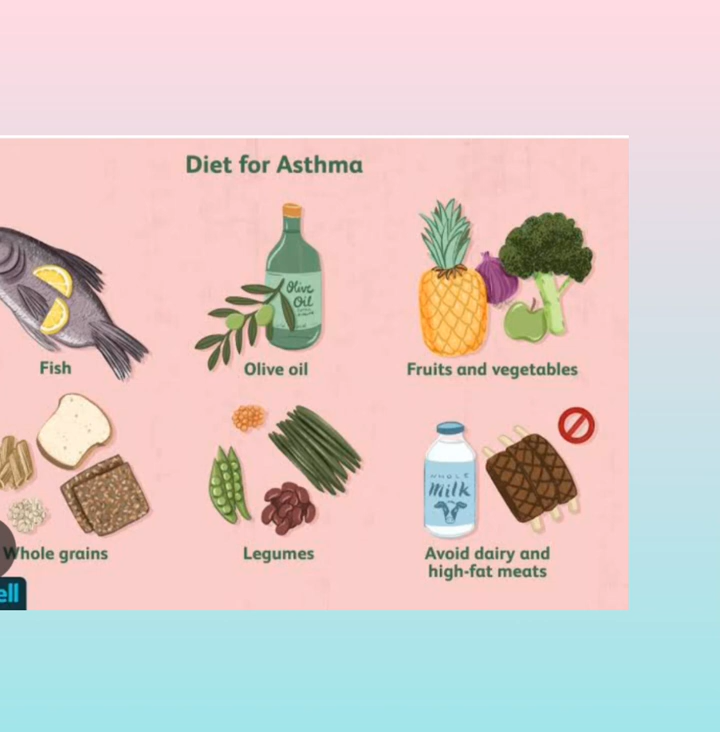 Diet for Asthma
Olive
Oil
Fish
Olive oil
Fruits and vegetables
WHOLE
Milk
Whole grains
Legumes
Avoid dairy and
high-fat meats
ell